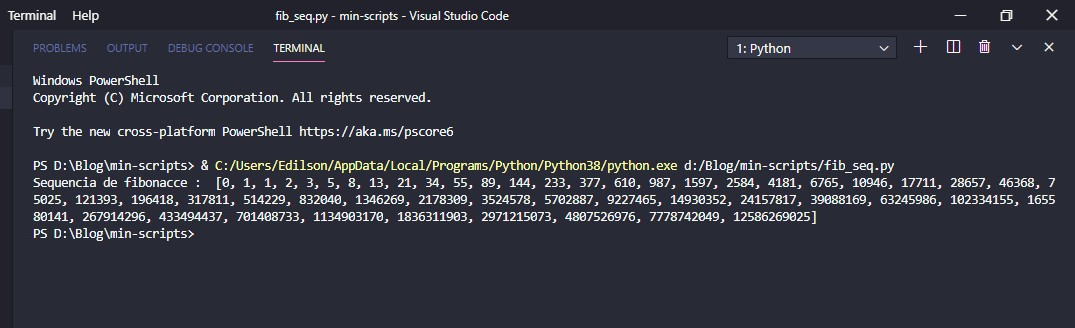 Terminal Help fib_seq.py - min-scripts - Visual Studio Code
PROBLEMS OUTPUT DEBUG CONSOLE TERMINAL 1: Python
Windows PowerShell
Copyright (C) Microsoft Corporation. All rights reserved.
Try the new cross-platform PowerShell https://aka.ms/pscore6
PS D:\Blog\min-scripts> & C:/Users/Edilson/AppData/Local/Programs/Python/Python38/python.exe d:/Blog/min-scripts/fib_seq.py
Sequencia de fibonacce :  [0, 1, 1, 2, 3, 5, 8, 13, 21, 34, 55, 89, 144, 233, 377, 610, 987, 1597, 2584, 4181, 6765, 10946, 17711, 28657, 46368, 7
5025, 121393, 196418, 317811, 514229, 832040, 1346269, 2178309, 3524578, 5702887, 9227465, 14930352, 24157817, 39088169, 63245986, 102334155, 1655
80141, 267914296, 433494437, 701408733, 1134903170, 1836311903, 2971215073, 4807526976, 7778742049, 12586269025]
PS D:\Blog\min-scripts>